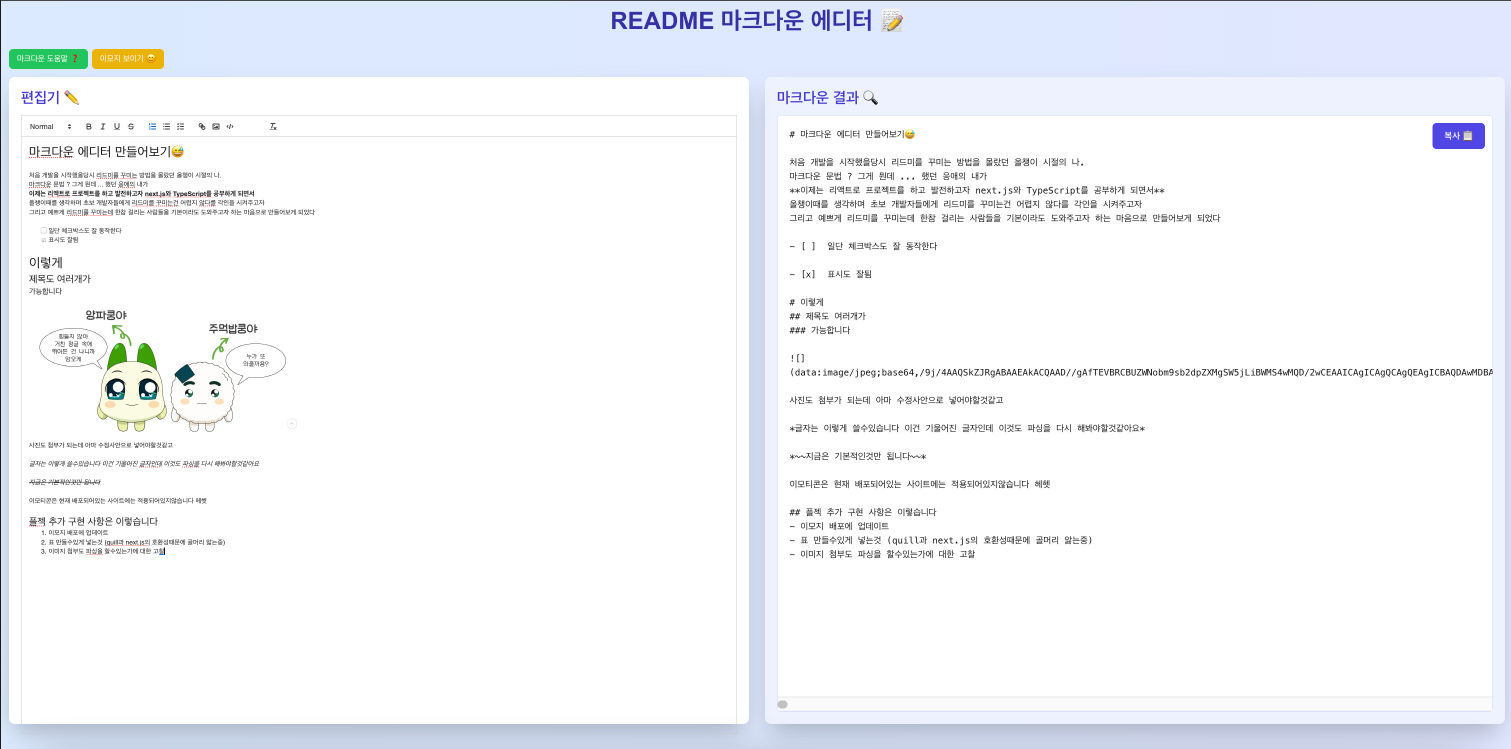 README 마크다운 에디터 📝
마크다운 도움말 ❓
이모지 보이기 😊
편집기 ✏️
Normal B I U S
마크다운 에디터 만들어보기😅
처음 개발을 시작했을당시 리드미를 꾸미는 방법을 몰랐던 올챙이 시절의 나.
마크다운 문법 ? 그게 뭔데 ... 했던 응애의 내가
이제는 리액트로 프로젝트를 하고 발전하고자 next.js와 TypeScript를 공부하게 되면서
올챙이때를 생각하며 초보 개발자들에게 리드미를 꾸미는건 어렵지 않다를 각인을 시켜주고자
그리고 예쁘게 리드미를 꾸미는데 한참 걸리는 사람들을 기본이라도 도와주고자 하는 마음으로 만들어보게 되었다
일단 체크박스도 잘 동작한다
표시도 잘됨
이렇게
제목도 여러개가
가능합니다
양파쿵야
주먹밥쿵야
힘들지 않아
거친 정글 속에
뛰어든 건 나니까
암오케
누가 또
와줄까용?
사진도 첨부가 되는데 아마 수정사안으로 넣어야할것같고
글자는 이렇게 쓸수있습니다 이건 기울어진 글자인데 이것도 파싱을 다시 해봐야할것같아요
지금은 기본적인것만 됩니다
이모티콘은 현재 배포되어있는 사이트에는 적용되어있지않습니다 헤헷
플젝 추가 구현 사항은 이렇습니다
1. 이모지 배포에 업데이트
2. 표 만들수있게 넣는것 (quill과 next.js의 호환성때문에 골머리 앓는중)
3. 이미지 첨부도 파싱을 할수있는가에 대한 고찰
마크다운 결과 🔍
복사 📋
# 마크다운 에디터 만들어보기😅
처음 개발을 시작했을당시 리드미를 꾸미는 방법을 몰랐던 올챙이 시절의 나.
마크다운 문법 ? 그게 뭔데 ... 했던 응애의 내가
**이제는 리액트로 프로젝트를 하고 발전하고자 next.js와 TypeScript를 공부하게 되면서**
올챙이때를 생각하며 초보 개발자들에게 리드미를 꾸미는건 어렵지 않다를 각인을 시켜주고자
그리고 예쁘게 리드미를 꾸미는데 한참 걸리는 사람들을 기본이라도 도와주고자 하는 마음으로 만들어보게 되었다
- [ ]  일단 체크박스도 잘 동작한다
- [x]  표시도 잘됨
# 이렇게
## 제목도 여러개가
### 가능합니다
![]
(data:image/jpeg;base64,/9j/4AAQSkZJRgABAAEAkACQAAD//gAfTEVBRCBUZWNobm9sb2dpZXMgSW5jLiBWMS4wMQD/2wCEAAICAgICAgQCAgQEAgICBAQDAwMDBA
사진도 첨부가 되는데 아마 수정사안으로 넣어야할것같고
*글자는 이렇게 쓸수있습니다 이건 기울어진 글자인데 이것도 파싱을 다시 해봐야할것같아요*
*~~지금은 기본적인것만 됩니다~~*
이모티콘은 현재 배포되어있는 사이트에는 적용되어있지않습니다 헤헷
## 플젝 추가 구현 사항은 이렇습니다
- 이모지 배포에 업데이트
- 표 만들수있게 넣는것 (quill과 next.js의 호환성때문에 골머리 앓는중)
- 이미지 첨부도 파싱을 할수있는가에 대한 고찰